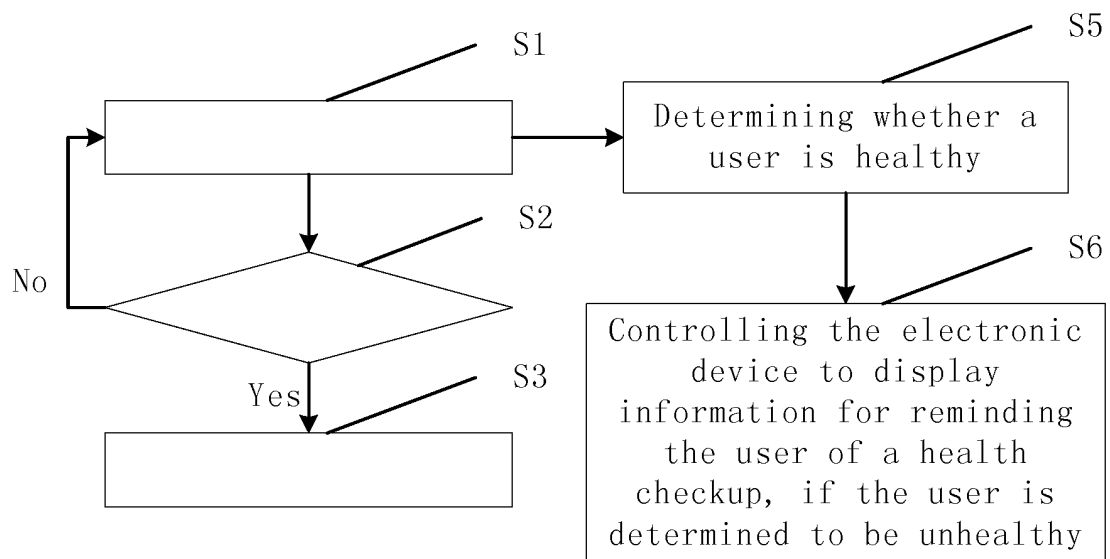 S1
S5
Determining whether a
user is healthy
S2
No
S6
Yes
S3
Controlling the electronic
device to display
information for reminding
the user of a health
checkup, if the user is
determined to be unhealthy